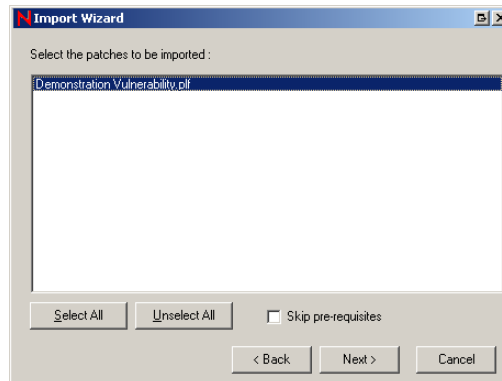 Import Wizard
Select the patches to be imported :
Demonstration Vulnerability.plf
Select All
Unselect All
Skip pre-requisites
< Back
Next >
Cancel